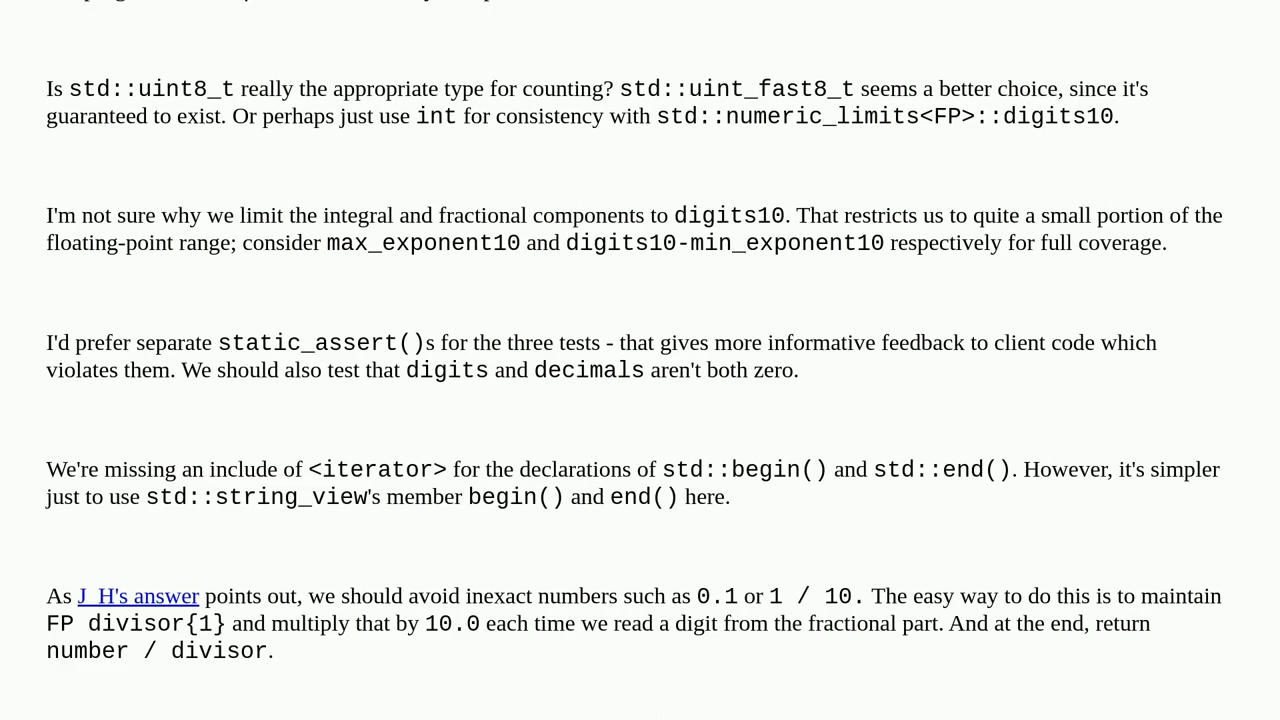 Is std::uint8_t really the appropriate type for counting? std::uint_fast8_t seems a better choice, since it's
guaranteed to exist. Or perhaps just use int for consistency with std::numeric_limits<FP>::digits10.
I'm not sure why we limit the integral and fractional components to digits10. That restricts us to quite a small portion of the
floating-point range; consider max_exponent10 and digits10-min_exponent10 respectively for full coverage.
I'd prefer separate static_assert()s for the three tests - that gives more informative feedback to client code which
violates them. We should also test that digits and decimals aren't both zero.
We're missing an include of <iterator> for the declarations of std::begin() and std::end(). However, it's simpler
just to use std::string_view's member begin() and end() here.
As J_H's answer points out, we should avoid inexact numbers such as 0.1 or 1 / 10. The easy way to do this is to maintain
FP divisor{1} and multiply that by 10.0 each time we read a digit from the fractional part. And at the end, return
number / divisor.